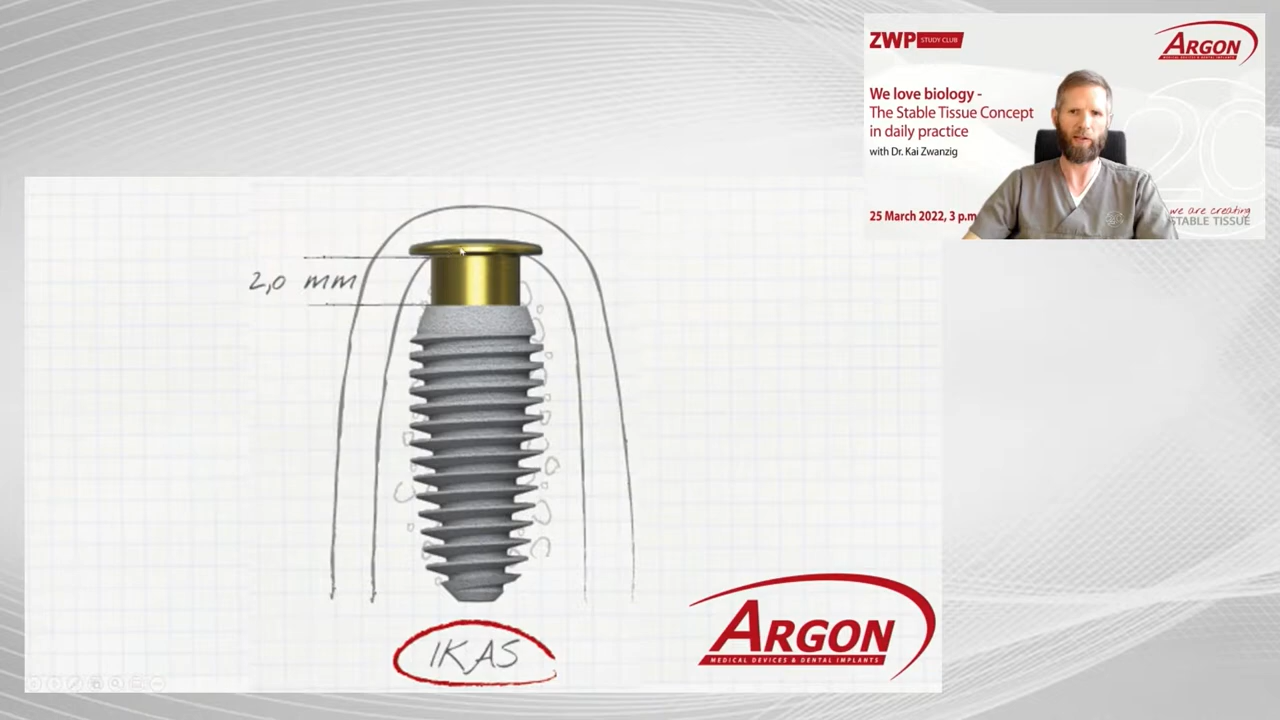 ZWP STUDY CLUB
ARGON
MEDICAL DEVICES & DENTAL IMPLANTS
We love biology -
The Stable Tissue Concept
in daily practice
with Dr. Kai Zwanzig
25 March 2022, 3 p.m
20
we are creating
STABLE TISSUE
2,0 mm
IKAS
ARGON
MEDICAL DEVICES & DENTAL IMPLANTS